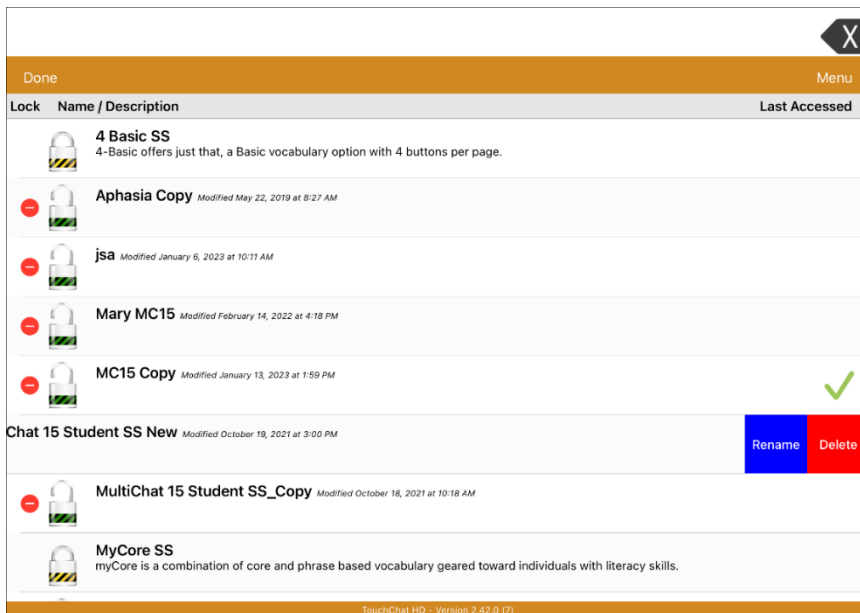 X
Done Menu
Lock Name / Description Last Accessed
4 Basic SS
4-Basic offers just that, a Basic vocabulary option with 4 buttons per page.
Aphasia Copy Modified May 22, 2019 at 8:27 AM
jsa Modified January 6, 2023 at 10:11 AM
Mary MC15 Modified February 14, 2022 at 4:18 PM
MC15 Copy Modified January 13, 2023 at 1:59 PM
Chat 15 Student SS New Modified October 19, 2021 at 3:00 PM Rename Delete
MultiChat 15 Student SS_Copy Modified October 18, 2021 at 10:18 AM
MyCore SS
myCore is a combination of core and phrase based vocabulary geared toward individuals with literacy skills.
TouchChat HD - Version 2.42.0 (7)